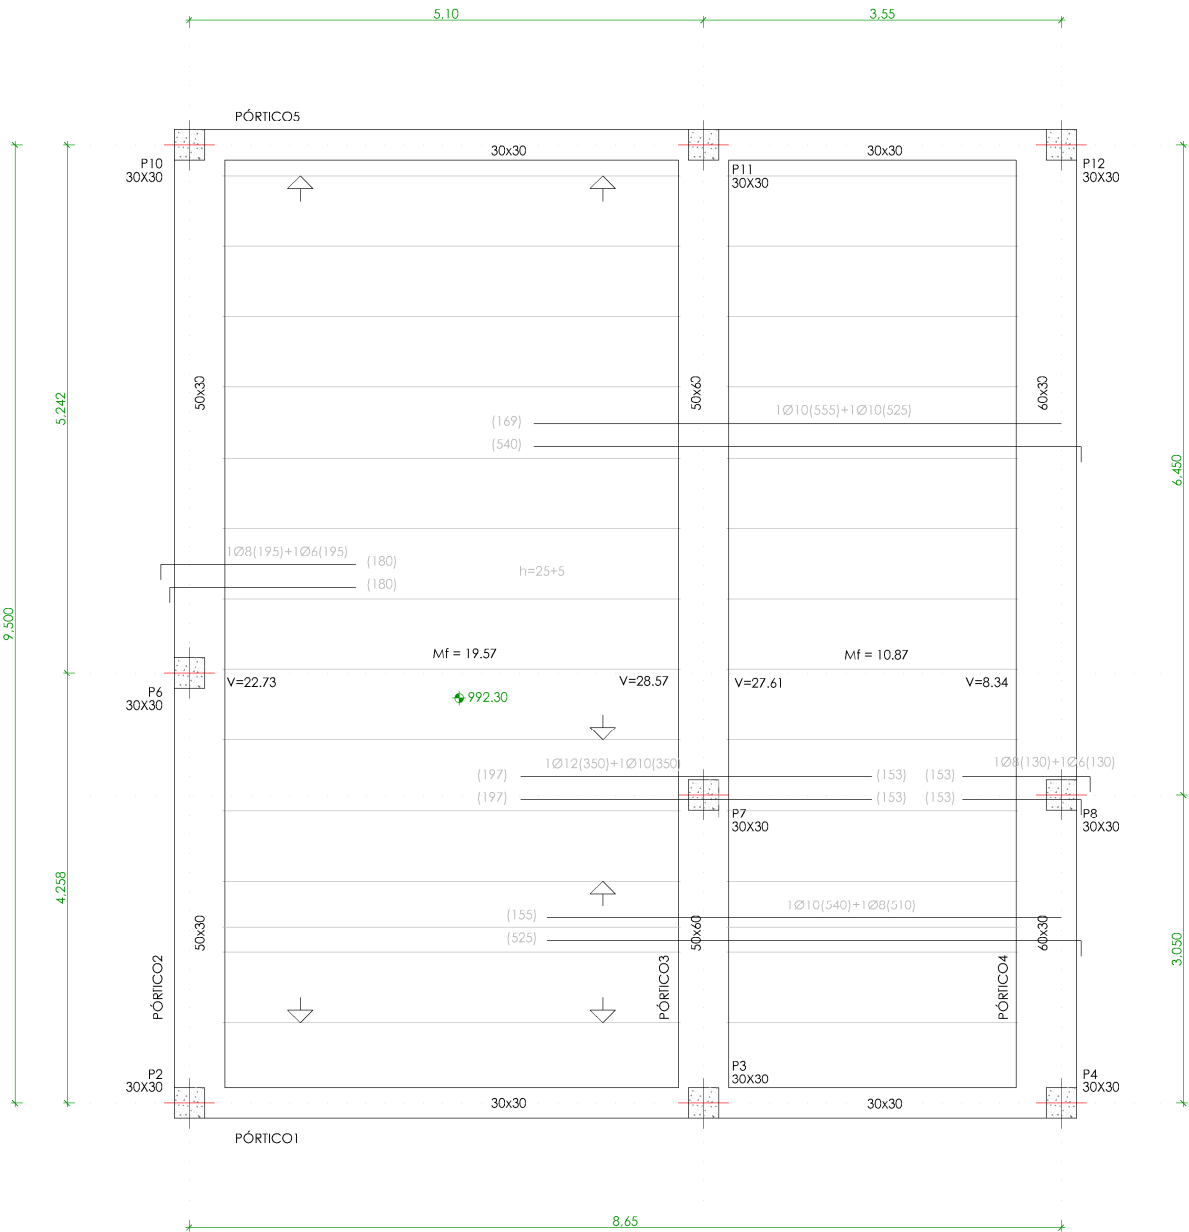 5,10
3,55
PÓRTICO5
30x30
30x30
P10
30X30
P11
30X30
P12
30X30
50x30
50x60
60x30
5,242
9,500
6,450
1Ø10(555)+1Ø10(525)
(169)
(540)
1Ø8(195)+1Ø6(195)
(180)
(180)
h=25+5
Mf = 19.57
Mf = 10.87
V=22.73
V=28.57
V=27.61
V=8.34
P6
30X30
992.30
1Ø12(350)+1Ø10(350)
1Ø8(130)+1Ø6(130)
(197)
(153)
(153)
(197)
(153)
(153)
P7
30X30
P8
30X30
4,258
3,050
1Ø10(540)+1Ø8(510)
(155)
(525)
50x30
50x60
60x30
PÓRTICO2
PÓRTICO3
PÓRTICO4
P2
30X30
P3
30X30
P4
30X30
30x30
30x30
PÓRTICO1
8,65